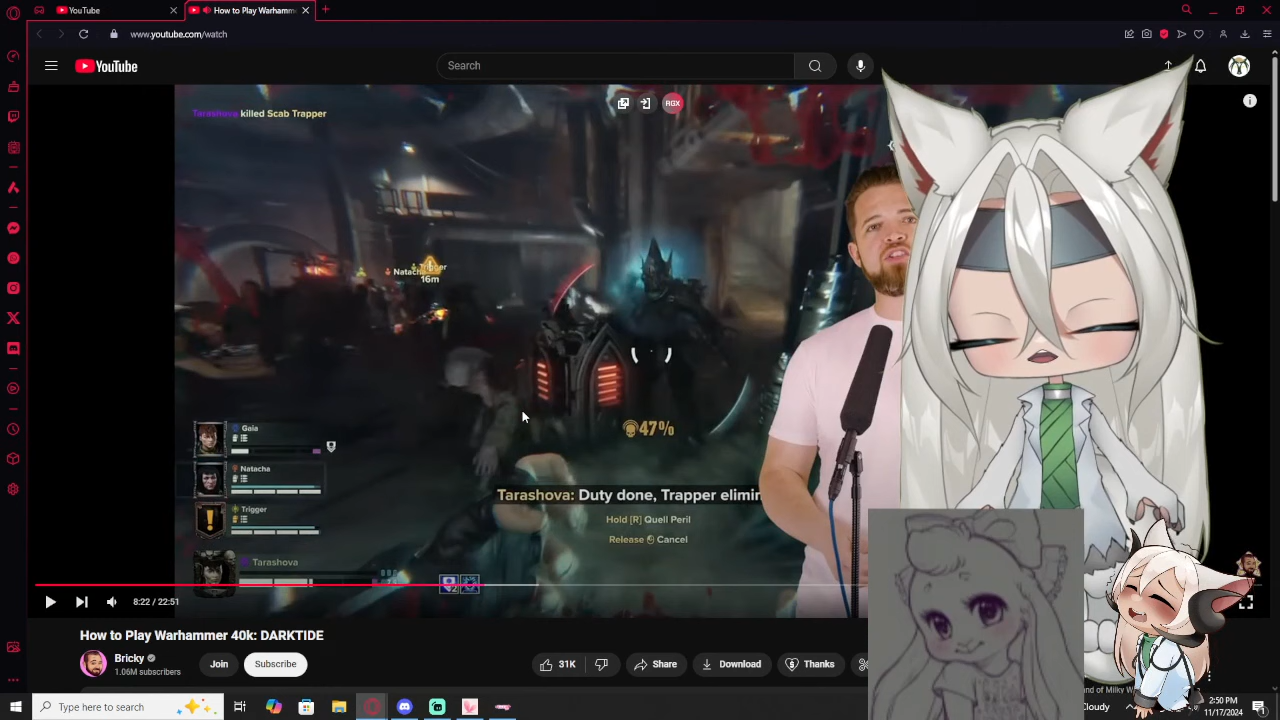 YouTube
How to Play Warhamme
www.youtube.com/watch
YouTube
Search
Tarashova killed Scab Trapper
RGX
Natacha
Trigger
16m
47%
Gaia
Natacha
Trigger
Tarashova: Duty done, Trapper elimin
Hold [R] Quell Peril
Release Cancel
Tarashova
8:22 / 22:51
How to Play Warhammer 40k: DARKTIDE
Bricky
1.06M subscribers
Join
Subscribe
31K
Share
Download
Thanks
Type here to search
Cloudy
2:50 PM
11/17/2024